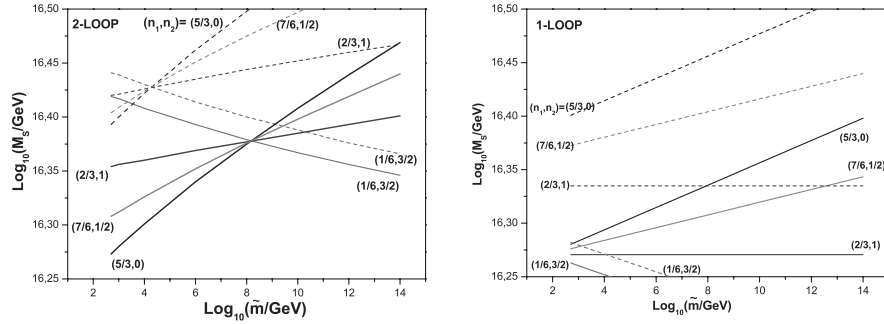 2-LOOP
(n1,n2)= (5/3,0)
(7/6,1/2)
(2/3,1)
(2/3,1)
(7/6,1/2)
(5/3,0)
(1/6,3/2)
(1/6,3/2)
16,50
16,45
16,40
16,35
16,30
16,25
Log10(MS/GeV)
2 4 6 8 10 12 14
Log10(m̃/GeV)
1-LOOP
(n1,n2)=(5/3,0)
(7/6,1/2)
(5/3,0)
(2/3,1)
(7/6,1/2)
(2/3,1)
(1/6,3/2)
(1/6,3/2)
16,50
16,45
16,40
16,35
16,30
16,25
Log10(MS/GeV)
2 4 6 8 10 12 14
Log10(m̃/GeV)